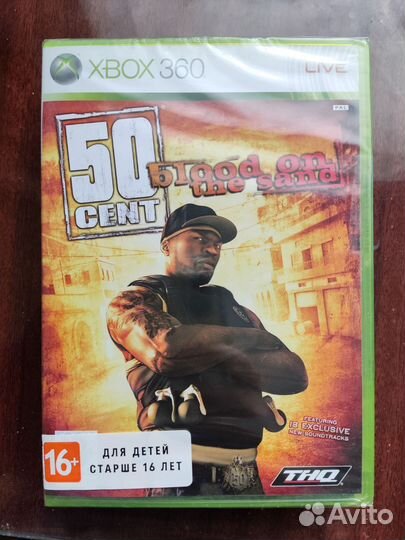 XBOX 360
LIVE
PAL
50
CENT
blood on
the sand
FEATURING
18 EXCLUSIVE
NEW SOUNDTRACKS
16+
ДЛЯ ДЕТЕЙ
СТАРШЕ 16 ЛЕТ
THQ
Avito